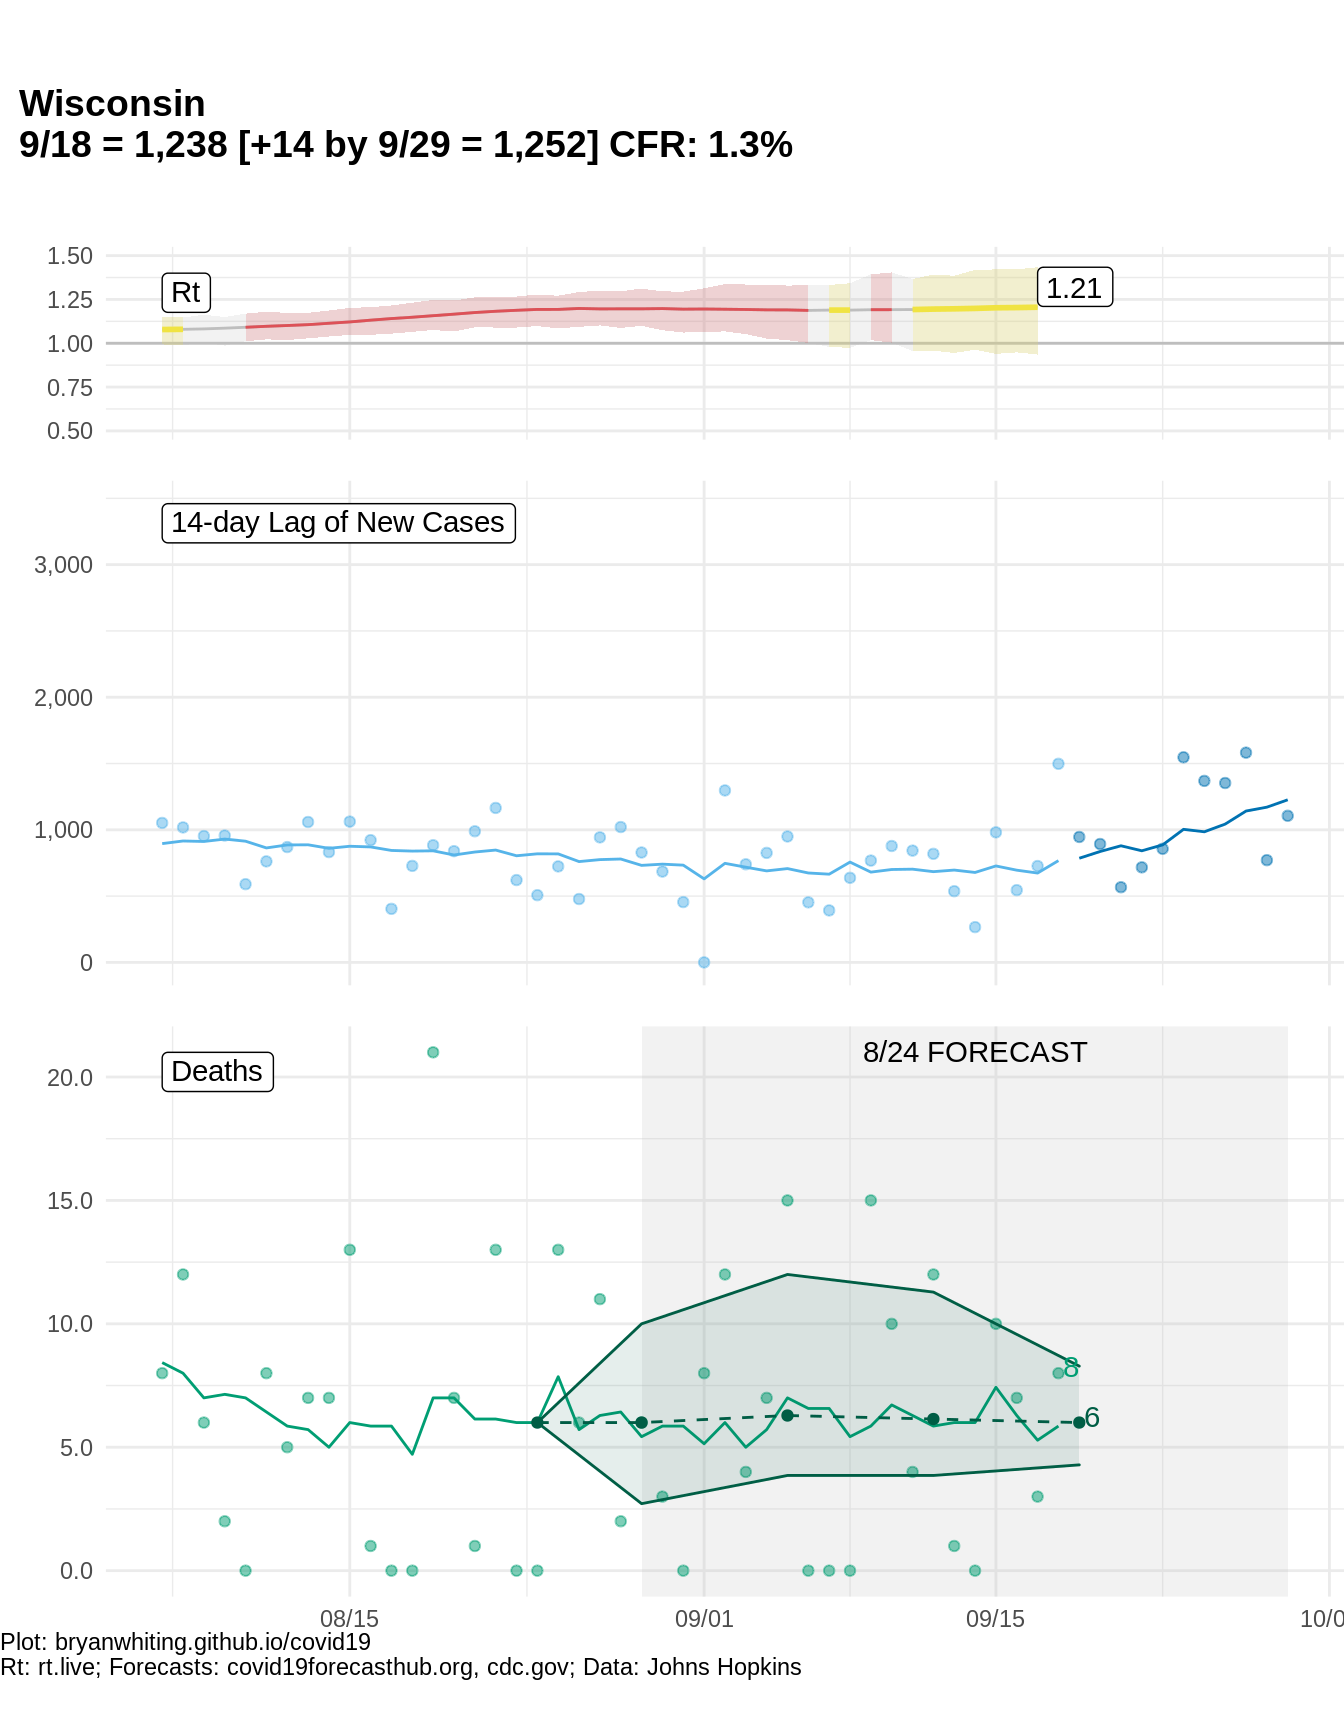 Wisconsin
9/18 = 1,238 [+14 by 9/29 = 1,252] CFR: 1.3%
1.50
1.25
1.00
0.75
0.50
Rt
1.21
14-day Lag of New Cases
3,000
2,000
1,000
0
Deaths
8/24 FORECAST
20.0
15.0
10.0
5.0
0.0
8
6
08/15
09/01
09/15
10/0
Plot: bryanwhiting.github.io/covid19
Rt: rt.live; Forecasts: covid19forecasthub.org, cdc.gov; Data: Johns Hopkins